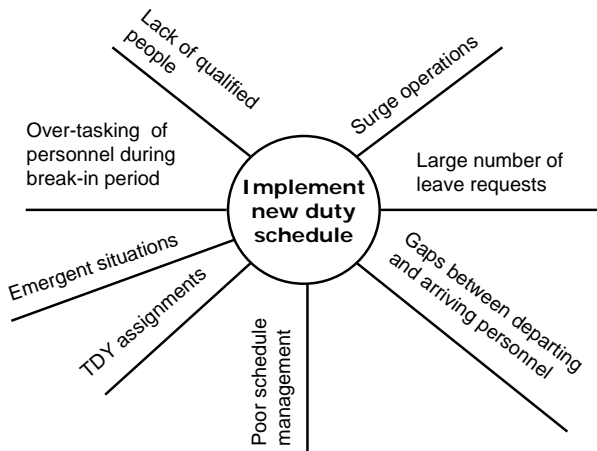 Lack of qualified
people
Surge operations
Over-tasking of
personnel during
break-in period
Large number of
leave requests
Implement
new duty
schedule
Emergent situations
TDY assignments
Poor schedule
management
Gaps between departing
and arriving personnel